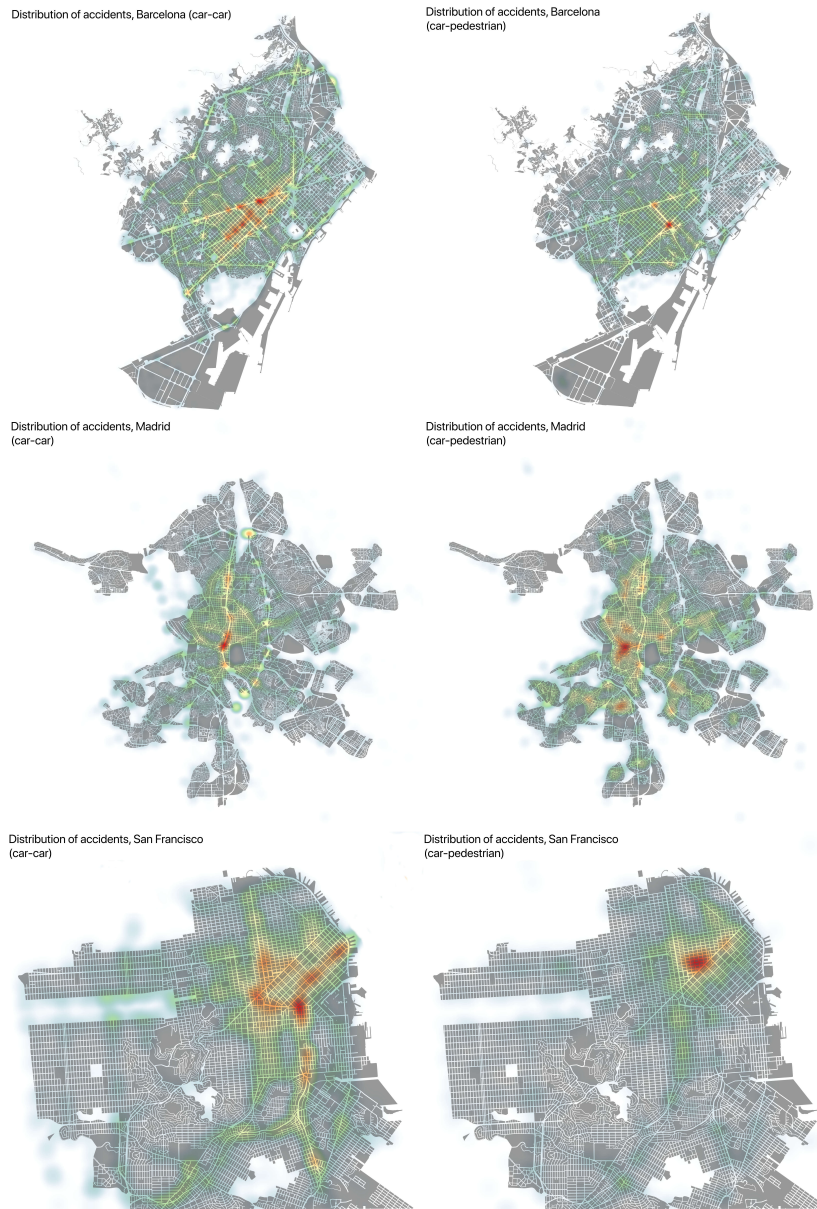 Distribution of accidents, Barcelona (car-car)
Distribution of accidents, Barcelona
(car-pedestrian)
Distribution of accidents, Madrid
(car-car)
Distribution of accidents, Madrid
(car-pedestrian)
Distribution of accidents, San Francisco
(car-car)
Distribution of accidents, San Francisco
(car-pedestrian)